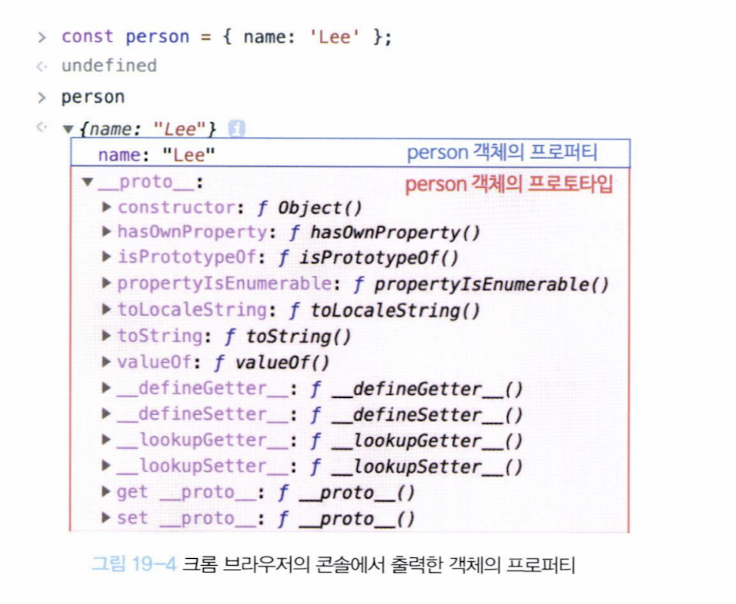 > const person = { name: 'Lee' };
undefined
> person
▼{name: "Lee"} i
name: "Lee" person 객체의 프로퍼티
▼__proto__: person 객체의 프로토타입
▶constructor: ƒ Object()
▶hasOwnProperty: ƒ hasOwnProperty()
▶isPrototypeOf: ƒ isPrototypeOf()
▶propertyIsEnumerable: ƒ propertyIsEnumerable()
▶toLocaleString: ƒ toLocaleString()
▶toString: ƒ toString()
▶valueOf: ƒ valueOf()
▶__defineGetter__: ƒ __defineGetter__()
▶__defineSetter__: ƒ __defineSetter__()
▶__lookupGetter__: ƒ __lookupGetter__()
▶__lookupSetter__: ƒ __lookupSetter__()
▶get __proto__: ƒ __proto__()
▶set __proto__: ƒ __proto__()
그림 19-4 크롬 브라우저의 콘솔에서 출력한 객체의 프로퍼티